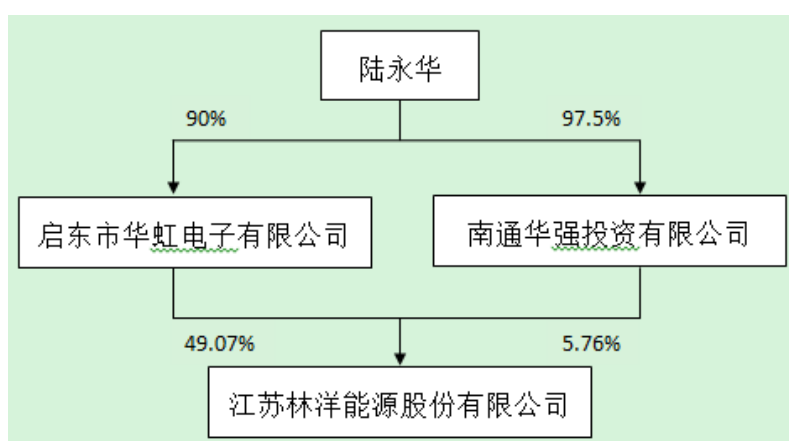 陆永华
90%
97.5%
启东市华虹电子有限公司
南通华强投资有限公司
49.07%
5.76%
江苏林洋能源股份有限公司